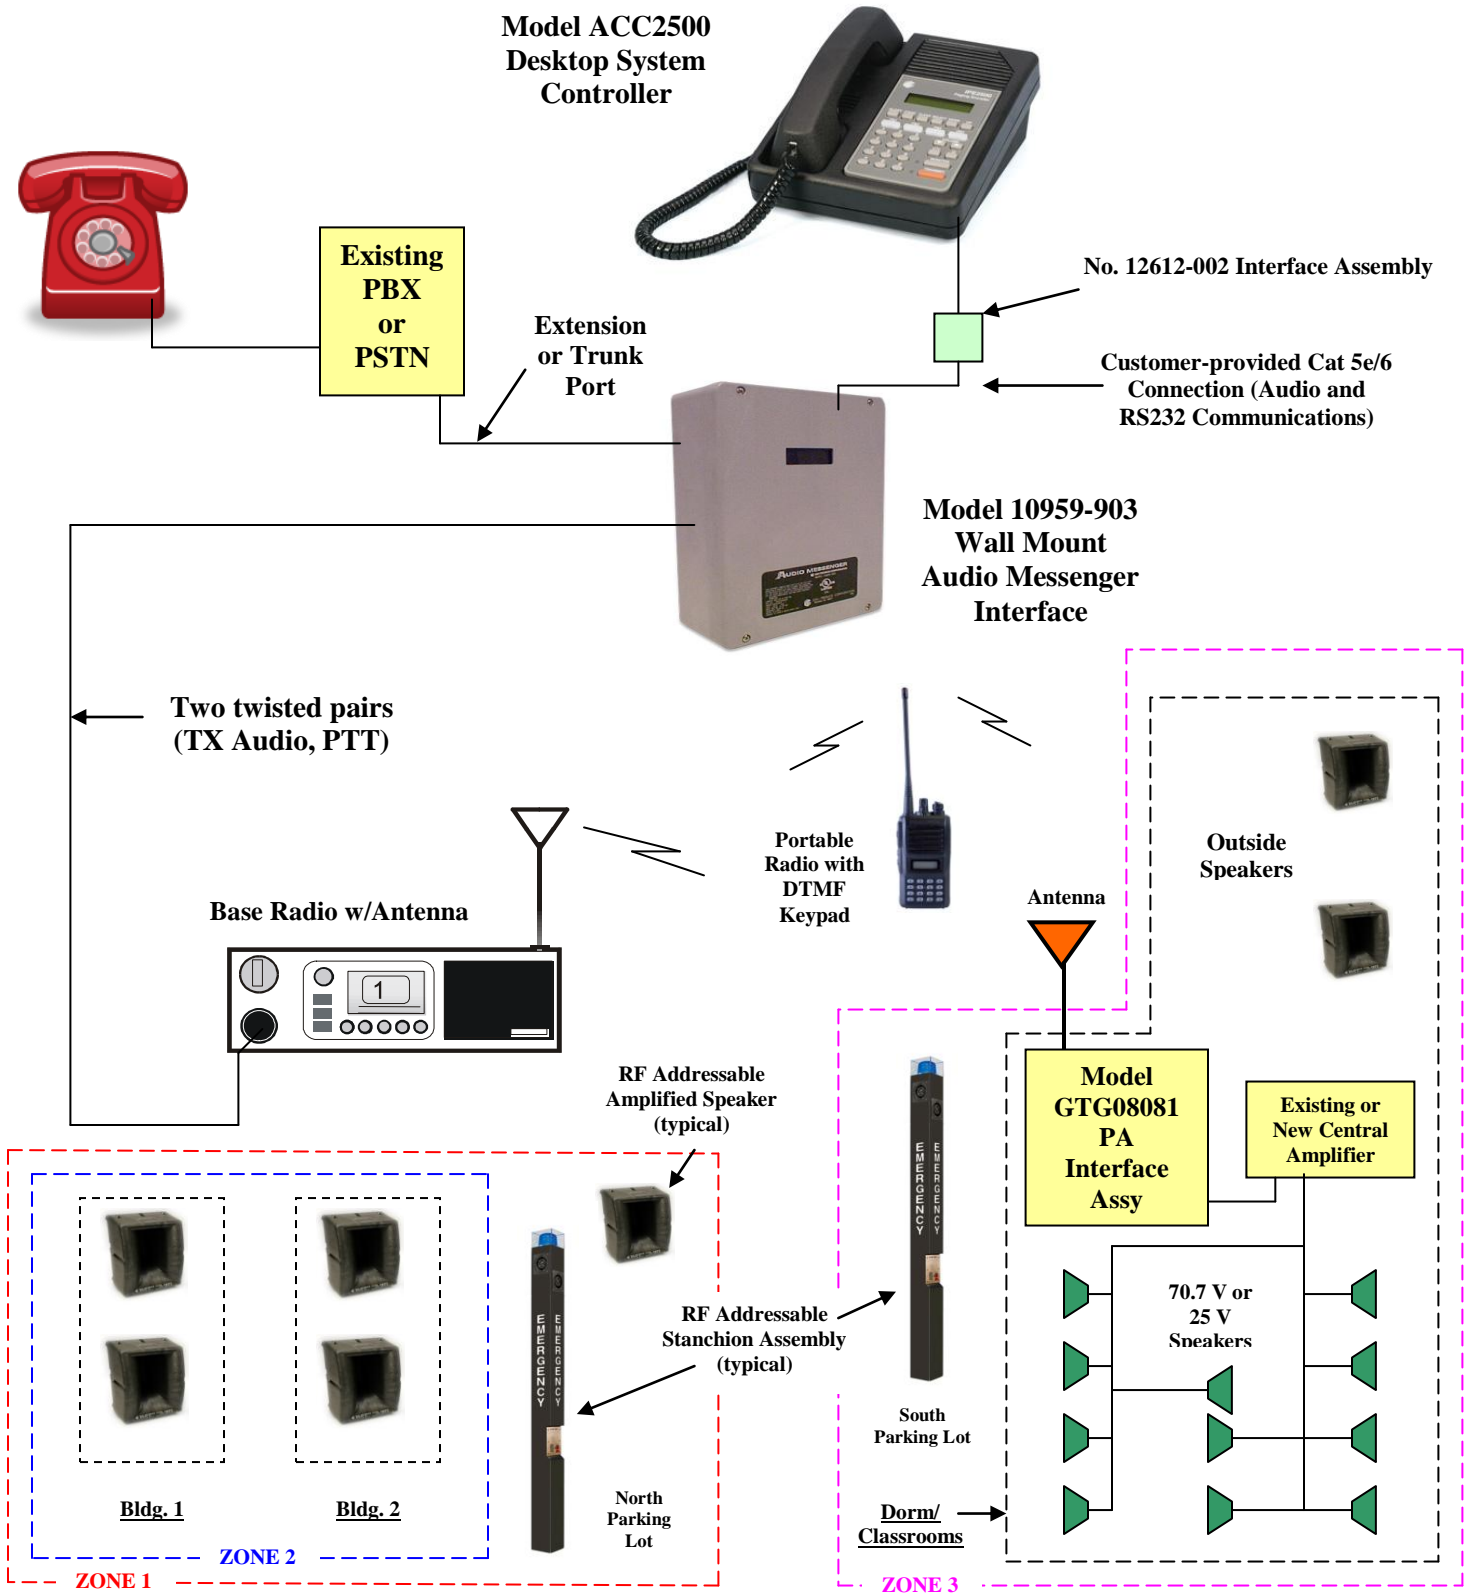 Model ACC2500
Desktop System
Controller
Existing
PBX
or
PSTN
Extension
or Trunk
Port
No. 12612-002 Interface Assembly
Customer-provided Cat 5e/6
Connection (Audio and
RS232 Communications)
AUDIO MESSENGER
Model 10959-903
Wall Mount
Audio Messenger
Interface
Two twisted pairs
(TX Audio, PTT)
Portable
Radio with
DTMF
Keypad
Outside
Speakers
Base Radio w/Antenna
1
Antenna
RF Addressable
Amplified Speaker
(typical)
Model
GTG08081
PA
Interface
Assy
Existing or
New Central
Amplifier
EMERGENCY
EMERGENCY
EMERGENCY
EMERGENCY
RF Addressable
Stanchion Assembly
(typical)
70.7 V or
25 V
Speakers
South
Parking Lot
North
Parking
Lot
Bldg. 1
Bldg. 2
Dorm/
Classrooms
ZONE 2
ZONE 1
ZONE 3